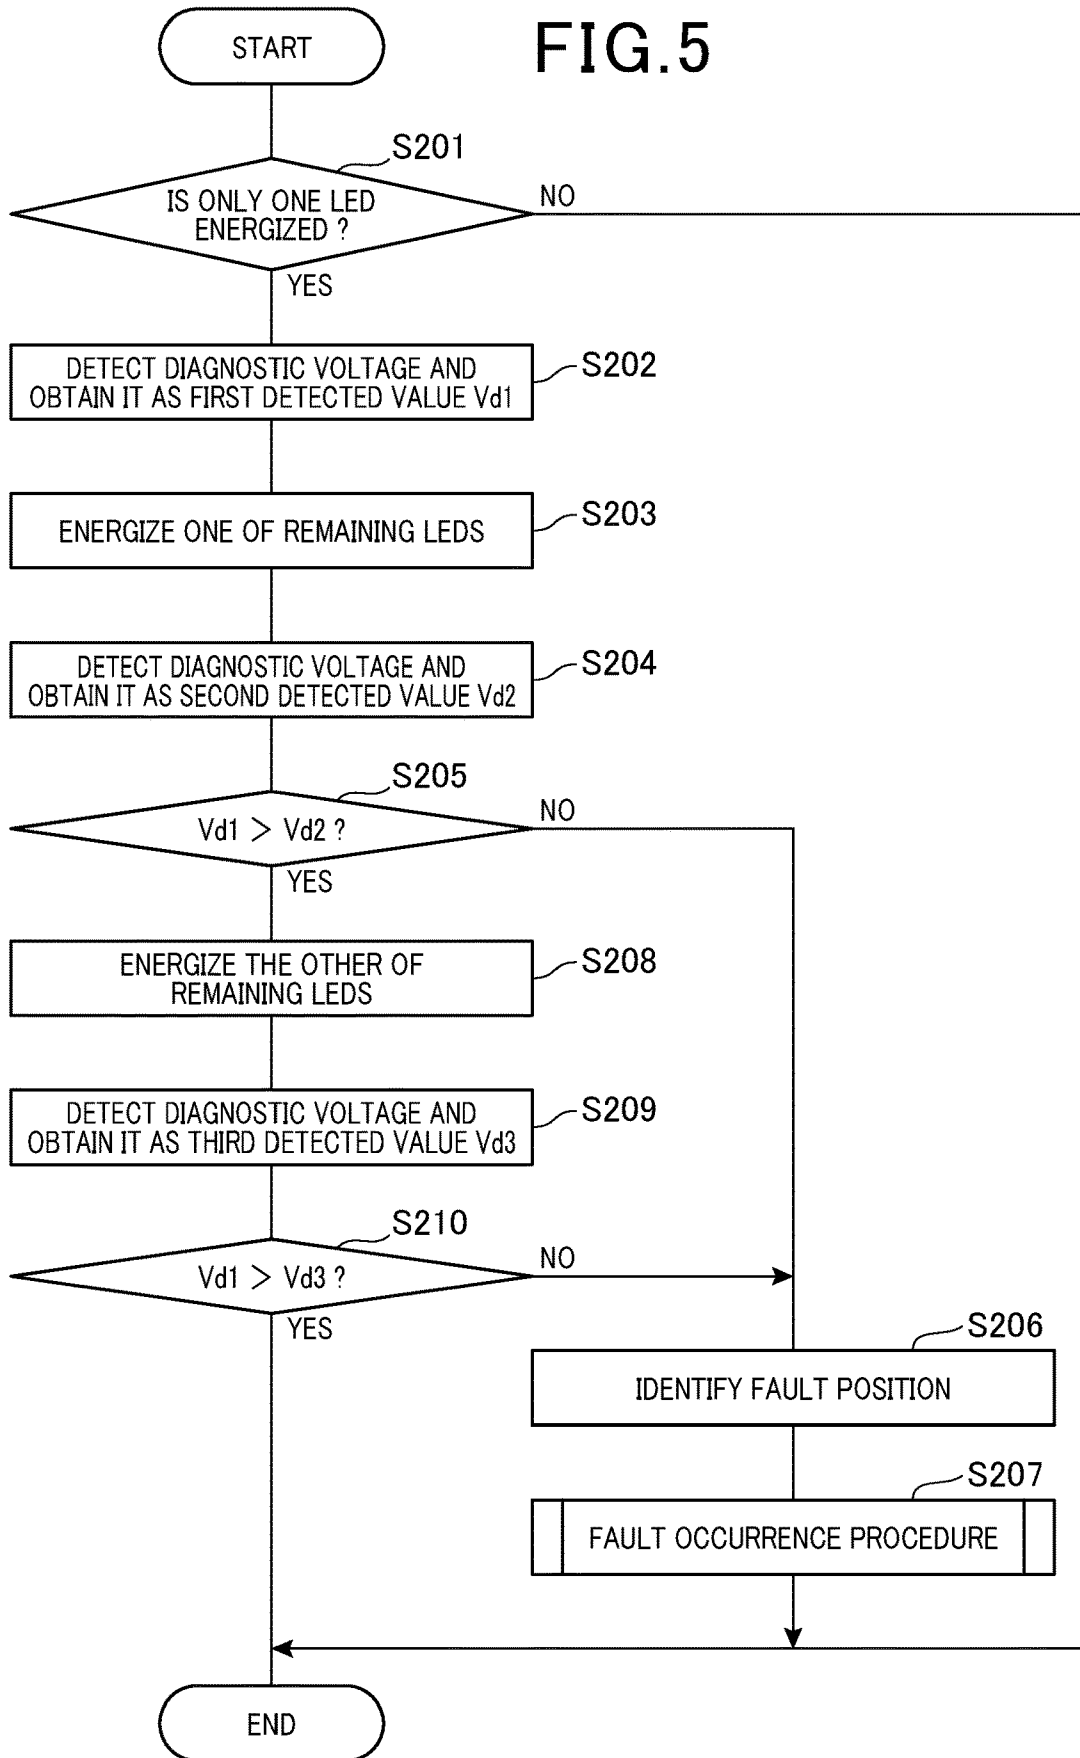 FIG.5
START
S201
IS ONLY ONE LED
ENERGIZED ?
NO
YES
DETECT DIAGNOSTIC VOLTAGE AND
OBTAIN IT AS FIRST DETECTED VALUE Vd1
S202
ENERGIZE ONE OF REMAINING LEDS
S203
DETECT DIAGNOSTIC VOLTAGE AND
OBTAIN IT AS SECOND DETECTED VALUE Vd2
S204
S205
Vd1 > Vd2 ?
NO
YES
ENERGIZE THE OTHER OF
REMAINING LEDS
S208
DETECT DIAGNOSTIC VOLTAGE AND
OBTAIN IT AS THIRD DETECTED VALUE Vd3
S209
S210
Vd1 > Vd3 ?
NO
YES
S206
IDENTIFY FAULT POSITION
S207
FAULT OCCURRENCE PROCEDURE
END